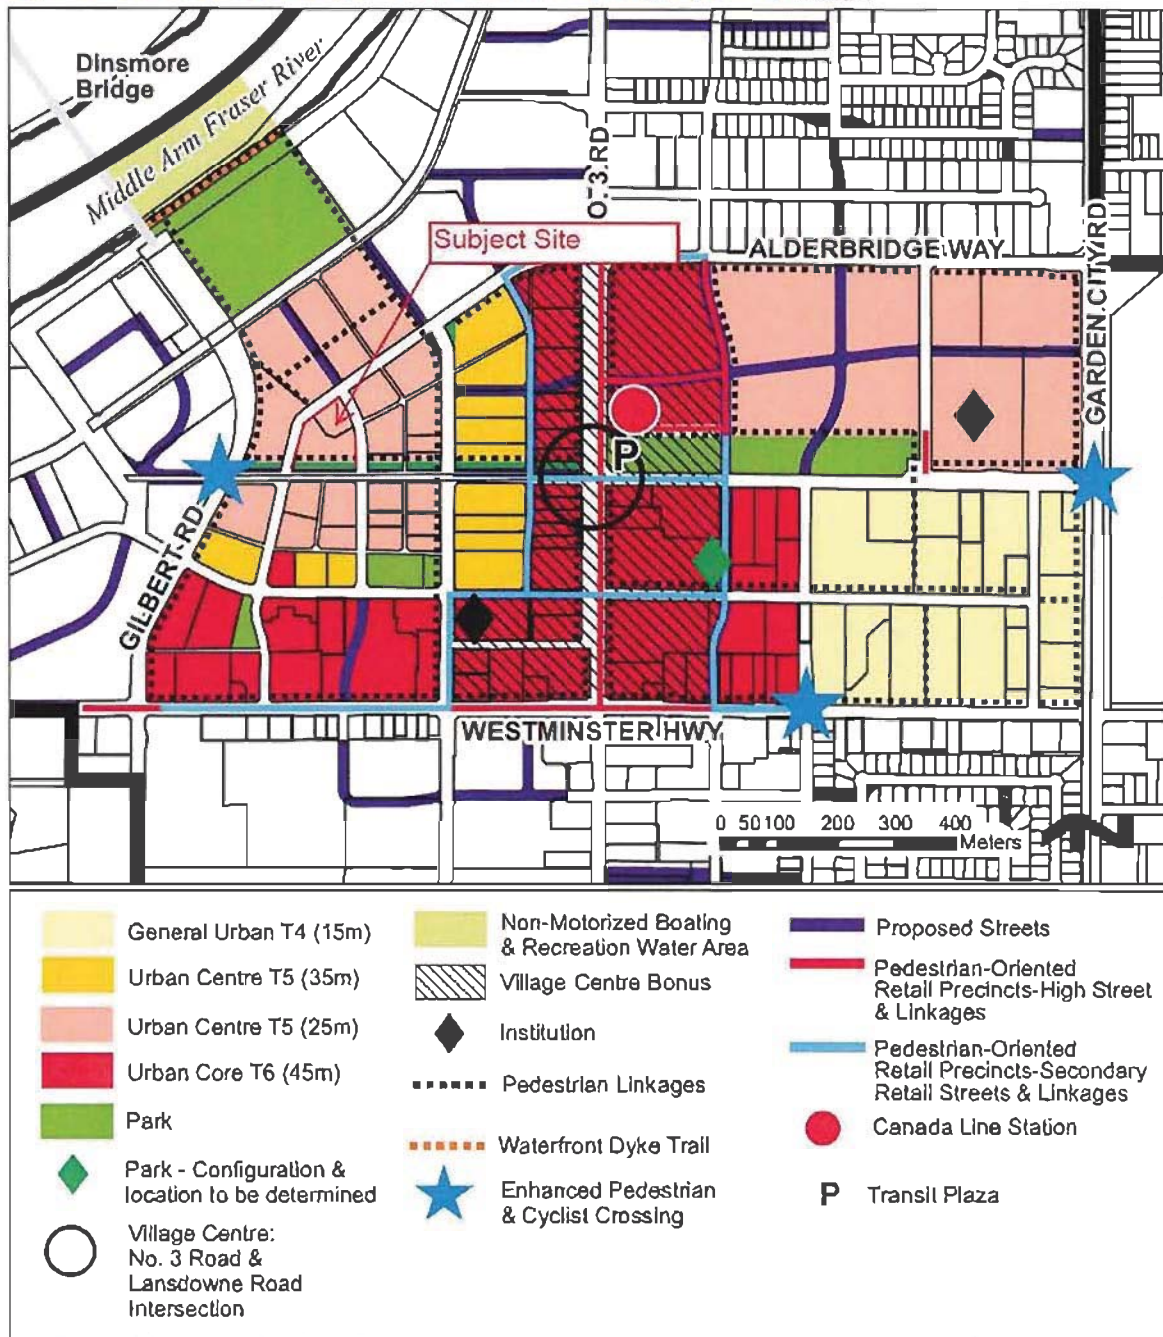 Dinsmore
Bridge
Middle Arm Fraser River
O.3 RD
Subject Site
ALDERBRIDGE WAY
GARDEN CITY RD
P
GILBERT RD
WESTMINSTER HWY
0 50 100 200 300 400
Meters
General Urban T4 (15m)
Urban Centre T5 (35m)
Urban Centre T5 (25m)
Urban Core T6 (45m)
Park
Park - Configuration &
location to be determined
Village Centre:
No. 3 Road &
Lansdowne Road
Intersection
Non-Motorized Boating
& Recreation Water Area
Village Centre Bonus
Institution
Pedestrian Linkages
Waterfront Dyke Trail
Enhanced Pedestrian
& Cyclist Crossing
Proposed Streets
Pedestrian-Oriented
Retail Precincts-High Street
& Linkages
Pedestrian-Oriented
Retail Precincts-Secondary
Retail Streets & Linkages
Canada Line Station
P Transit Plaza